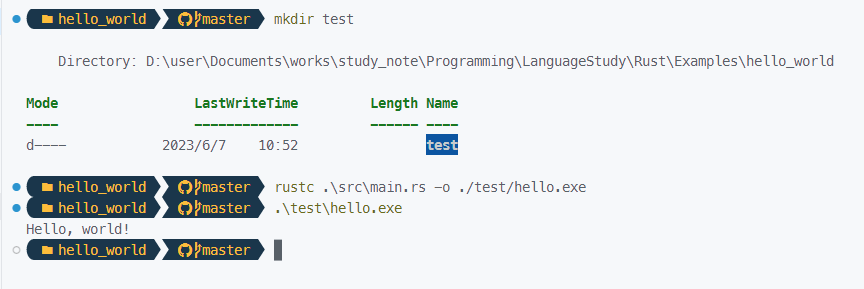 hello_world master mkdir test
Directory: D:\user\Documents\works\study_note\Programming\LanguageStudy\Rust\Examples\hello_world
Mode LastWriteTime Length Name
---- ------------- ------ ----
d---- 2023/6/7 10:52 test
hello_world master rustc .\src\main.rs -o ./test/hello.exe
hello_world master .\test\hello.exe
Hello, world!
hello_world master